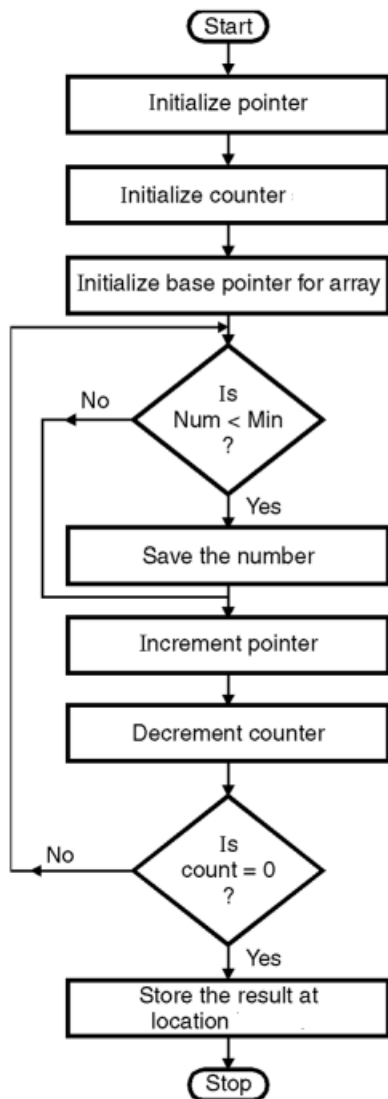 Start
Initialize pointer
Initialize counter
Initialize base pointer for array
Is
Num < Min
?
No
Yes
Save the number
Increment pointer
Decrement counter
Is
count = 0
?
No
Yes
Store the result at
location
Stop